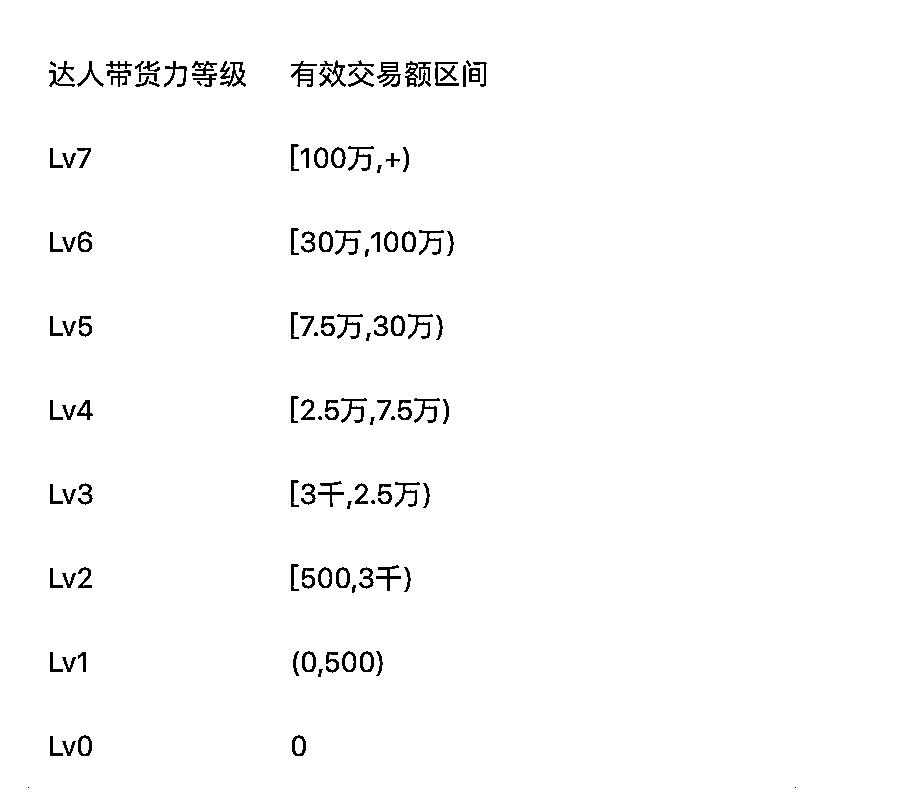 达人带货力等级 有效交易额区间
Lv7 [100万,+)
Lv6 [30万,100万)
Lv5 [7.5万,30万)
Lv4 [2.5万,7.5万)
Lv3 [3千,2.5万)
Lv2 [500,3千)
Lv1 (0,500)
Lv0 0